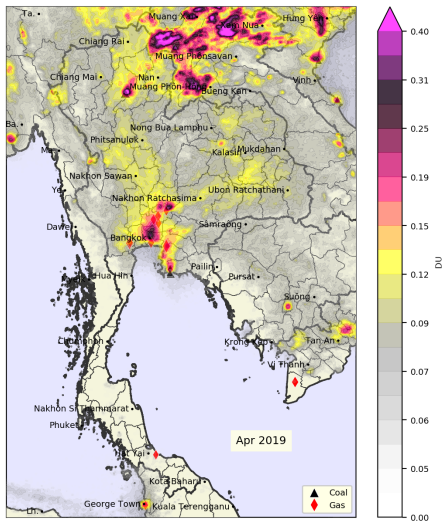 Ta.
Muang Xai
Xam Nua
Hung Yen
Chiang Rai
Muang Phonsavan
Chiang Mai
Nan
Muang Phon-Hong
Bueng Kan
Vinh
Ba.
Nong Bua Lamphu
Phitsanulok
Ma
Kalasin
Mukdahan
Nakhon Sawan
Ye
Ubon Ratchathani
Nakhon Ratchasima
Dawei
Samraong
Bangkok
Pailin
Hua Hin
Pursat
Suong
Chumphon
Krong Kep
Tan An
Vi Thanh
Nakhon Si Thammarat
Phuket
Apr 2019
Hat Yai
Kota Baharu
George Town
Kuala Terengganu
Lh.
Coal
Gas
0.40
0.31
0.25
0.19
0.15
0.12
0.09
0.07
0.06
0.05
0.00
DU